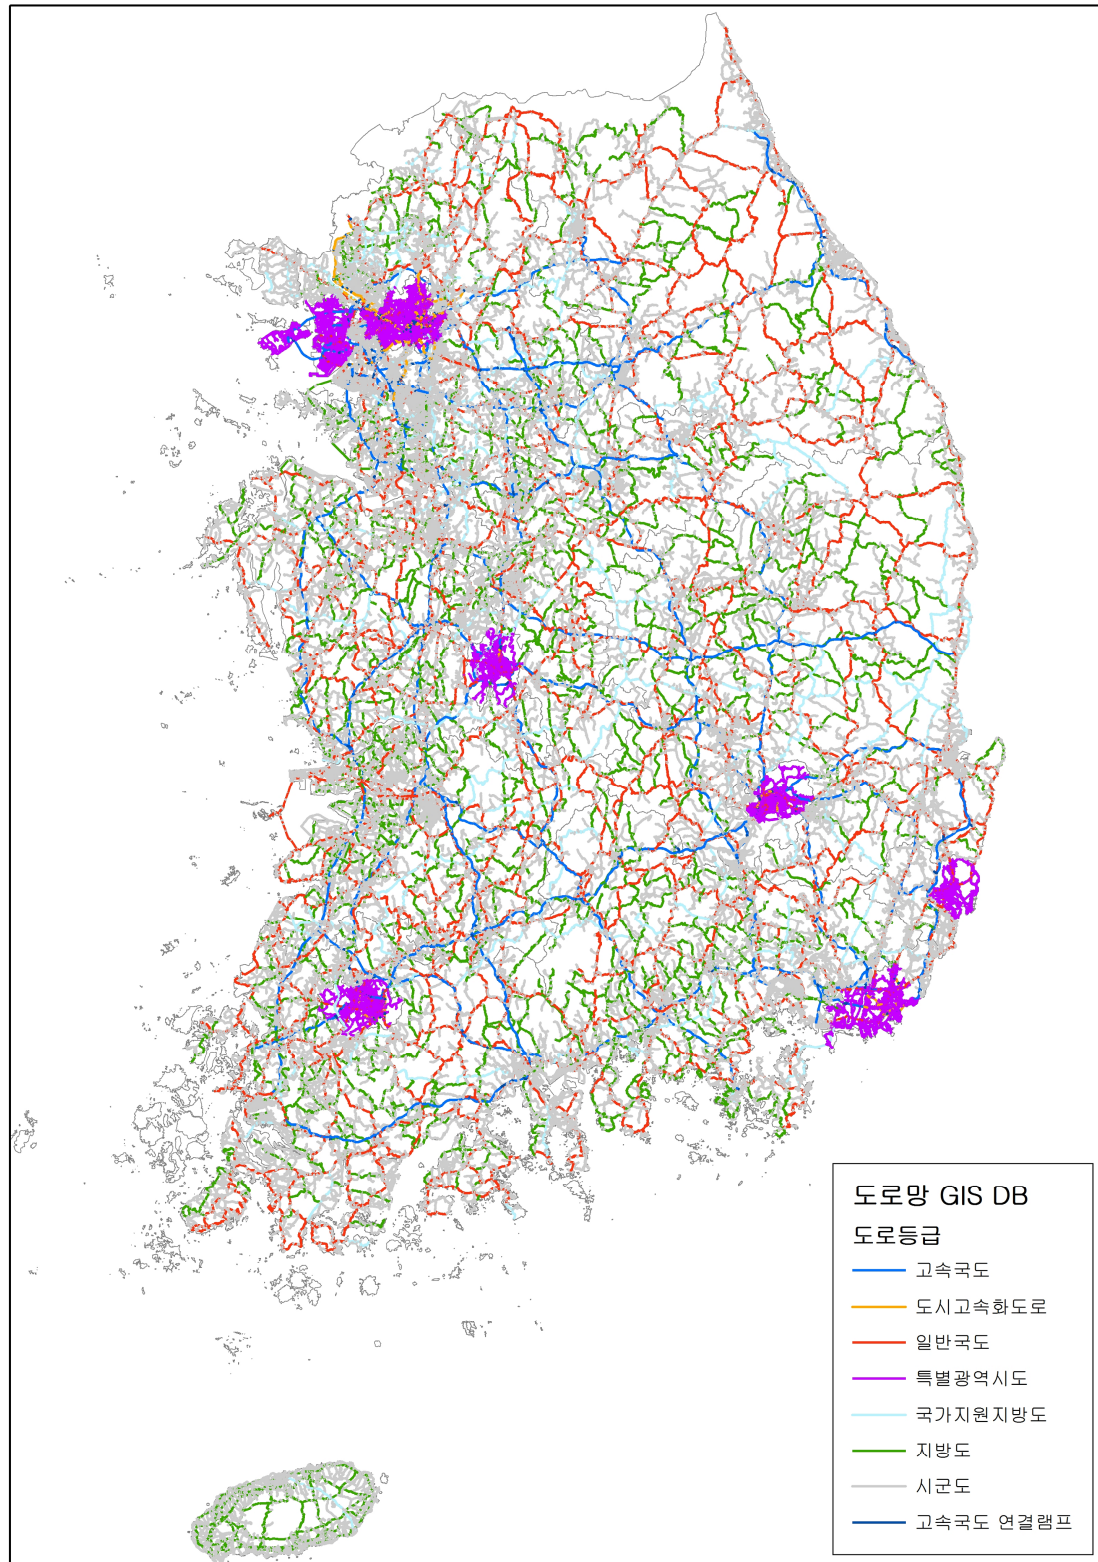 도로망 GIS DB
도로등급
고속국도
도시고속화도로
일반국도
특별광역시도
국가지원지방도
지방도
시군도
고속국도 연결램프